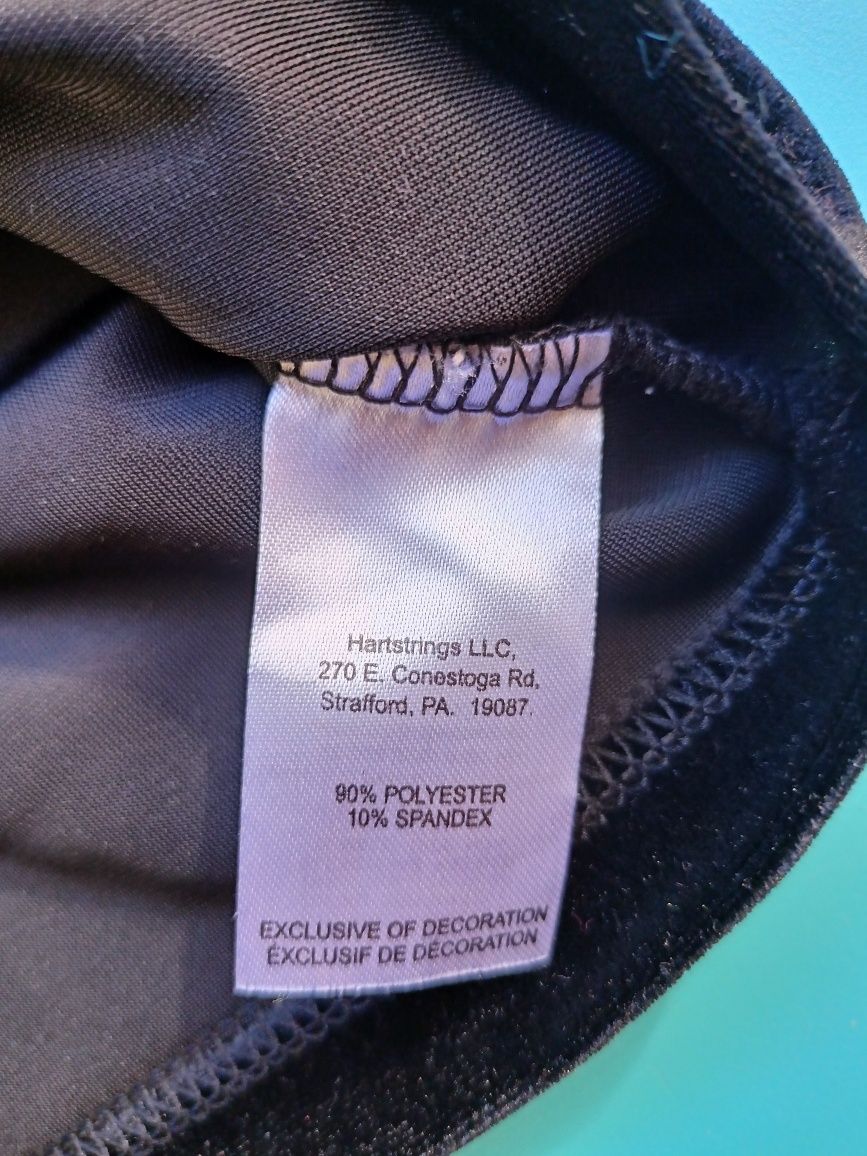 Hartstrings LLC,
270 E. Conestoga Rd,
Strafford, PA. 19087.
90% POLYESTER
10% SPANDEX
EXCLUSIVE OF DECORATION
EXCLUSIF DE DÉCORATION